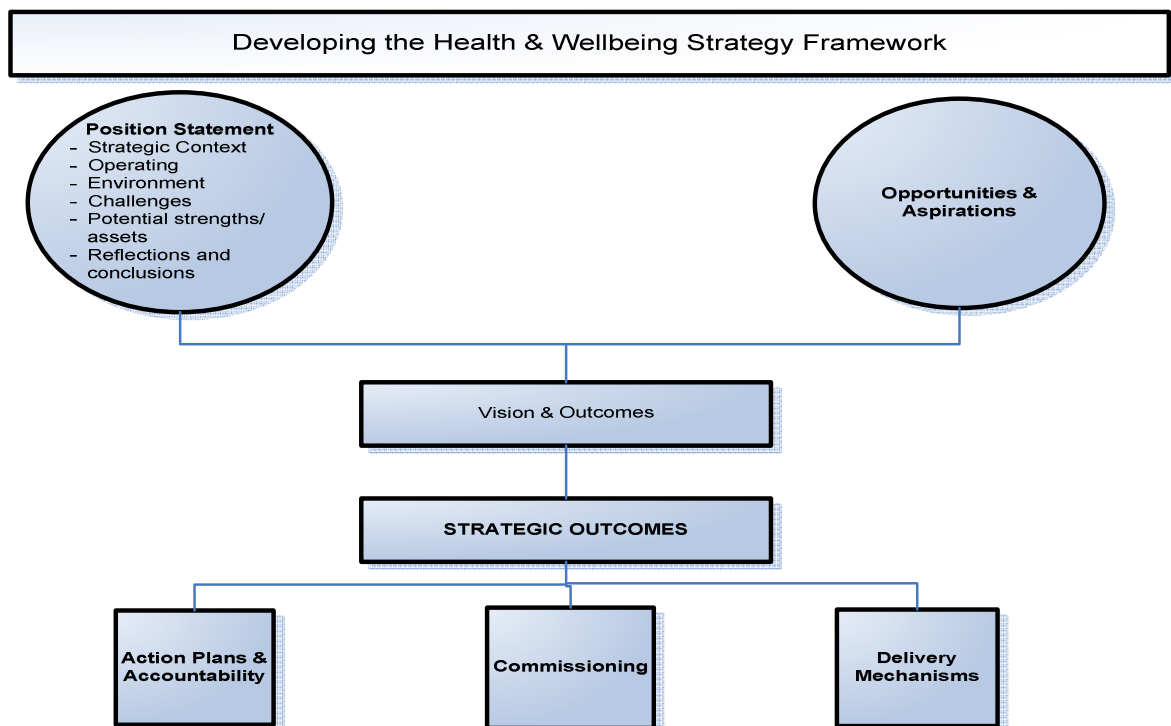 Developing the Health & Wellbeing Strategy Framework
Position Statement
- Strategic Context
- Operating
- Environment
- Challenges
- Potential strengths/
assets
- Reflections and
conclusions
Opportunities &
Aspirations
Vision & Outcomes
STRATEGIC OUTCOMES
Action Plans &
Accountability
Commissioning
Delivery
Mechanisms